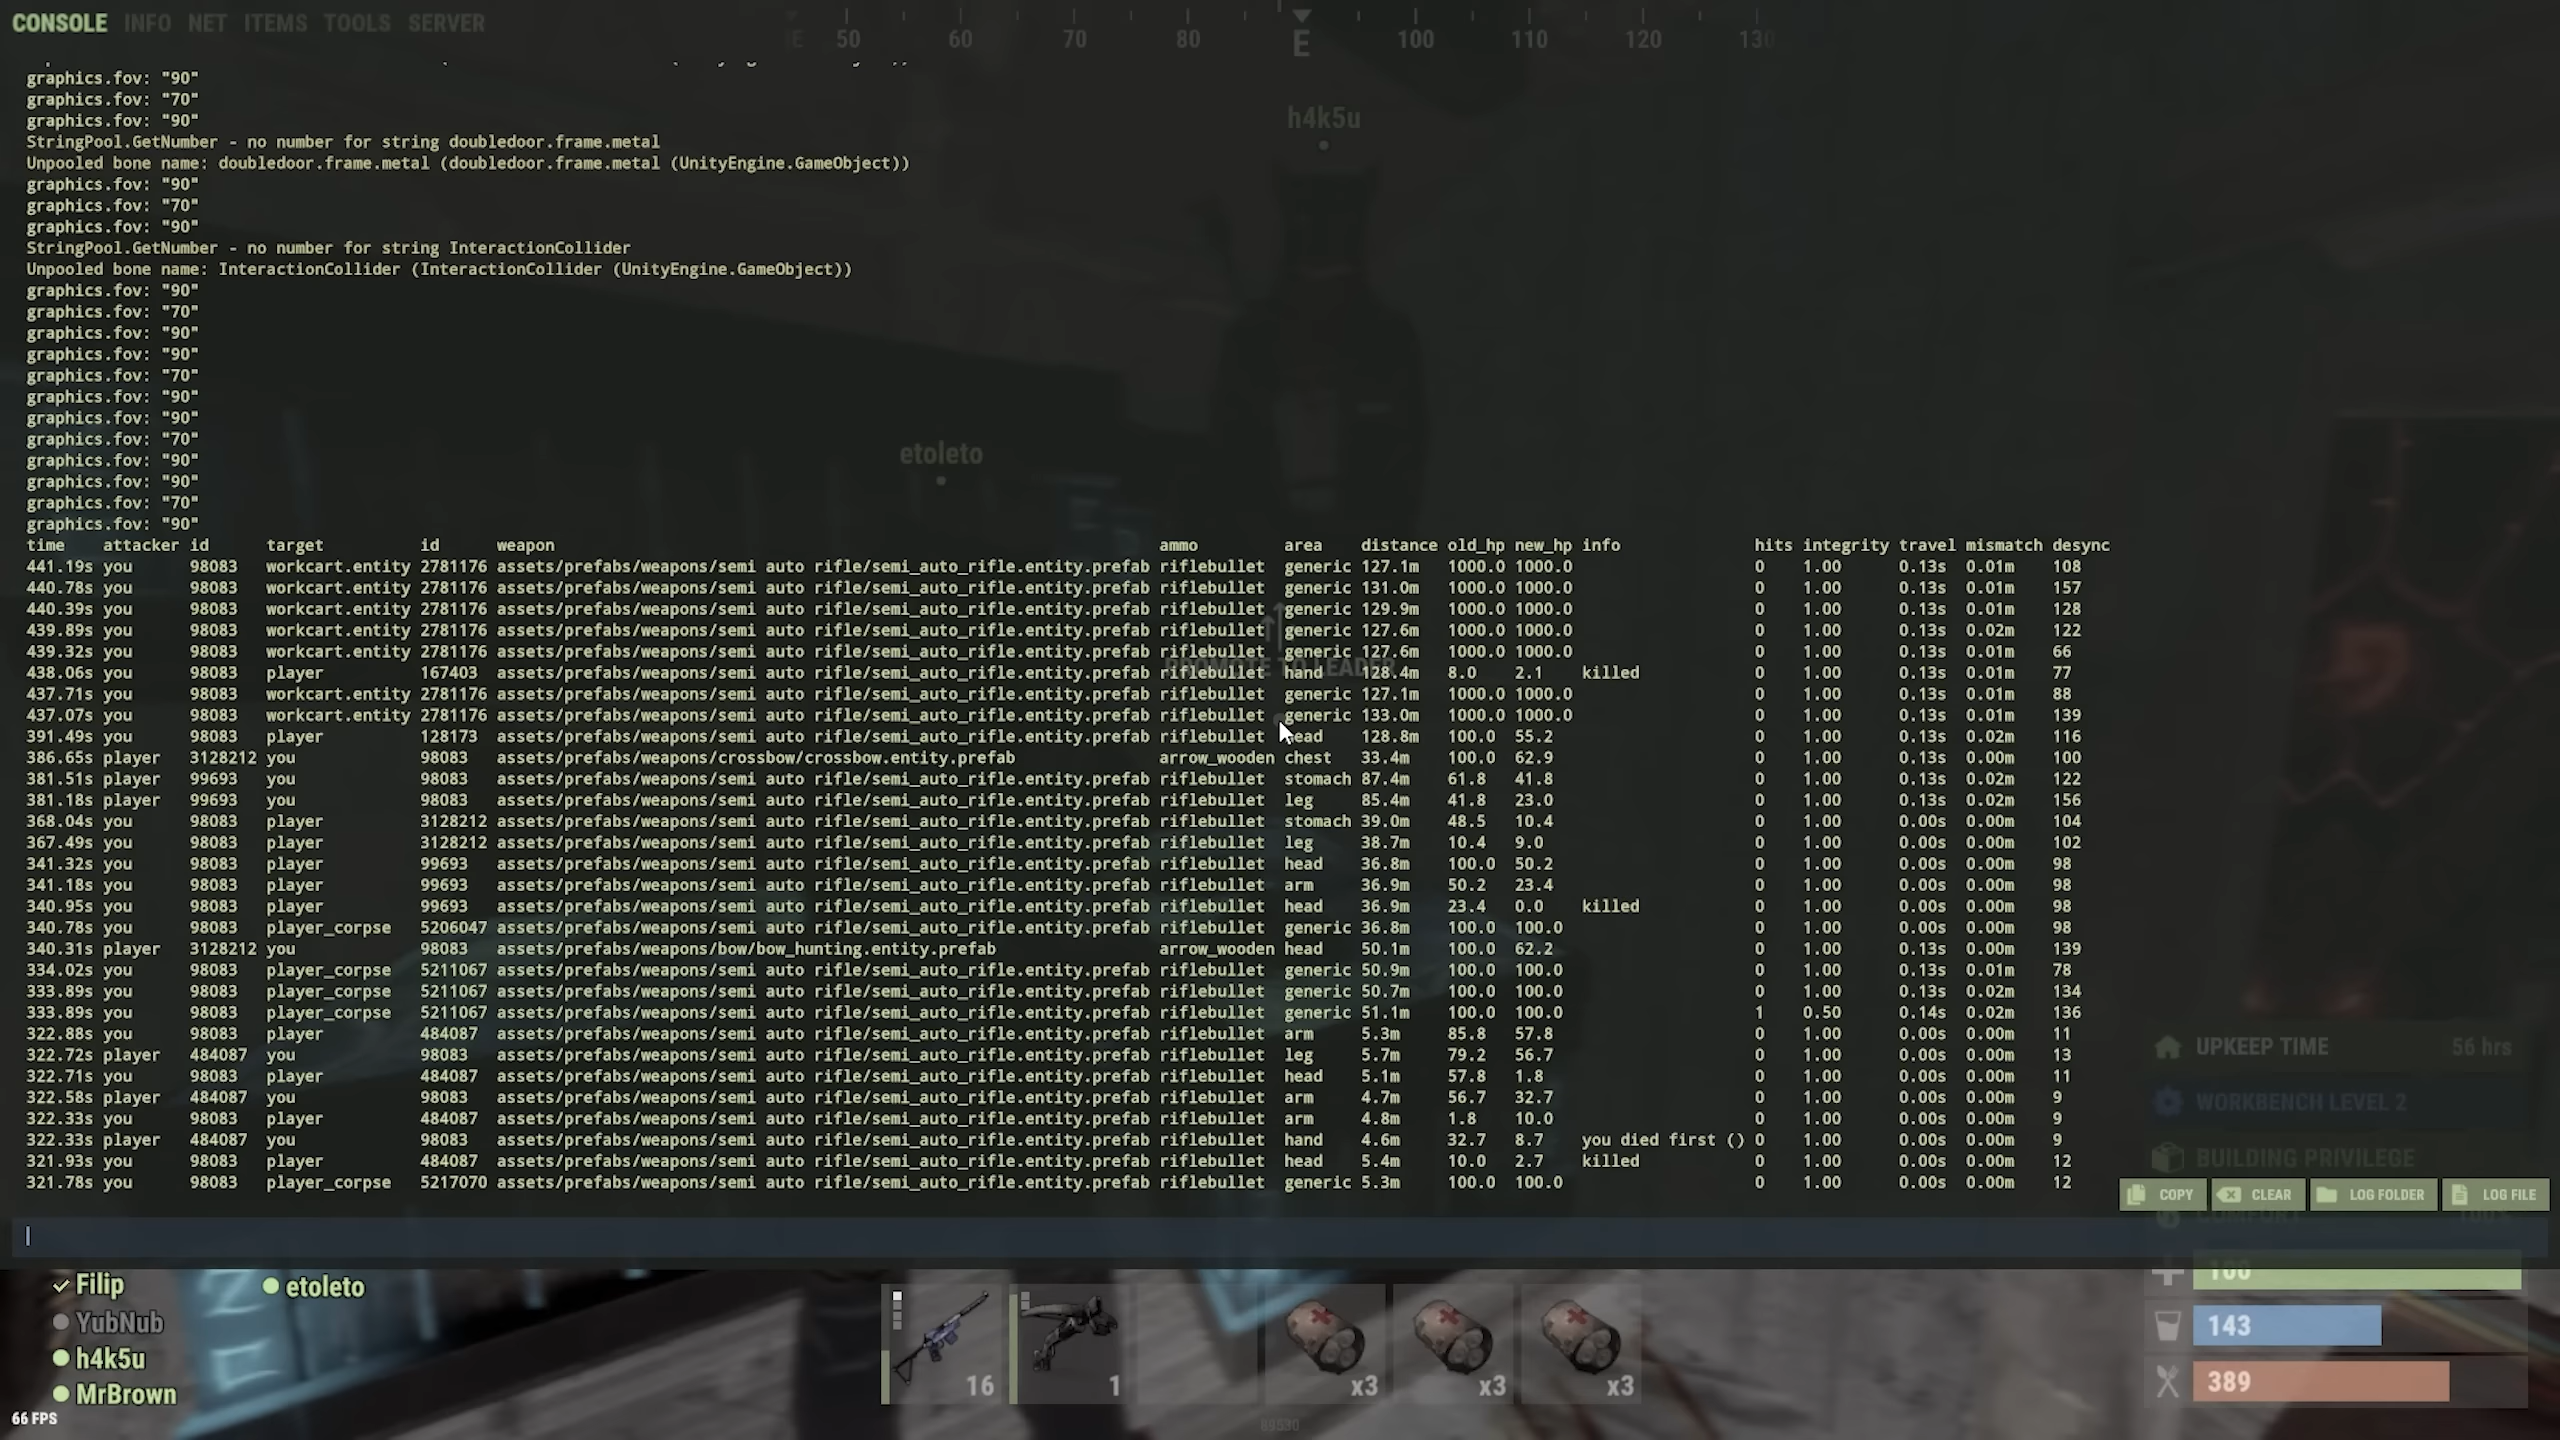 CONSOLE INFO NET ITEMS TOOLS SERVER
50 60 70 80 E 100 110 120 130
h4k5u
graphics.fov: "90"
graphics.fov: "70"
graphics.fov: "90"
StringPool.GetNumber - no number for string doubledoor.frame.metal
Unpooled bone name: doubledoor.frame.metal (doubledoor.frame.metal (UnityEngine.GameObject))
graphics.fov: "90"
graphics.fov: "70"
graphics.fov: "90"
StringPool.GetNumber - no number for string InteractionCollider
Unpooled bone name: InteractionCollider (InteractionCollider (UnityEngine.GameObject))
graphics.fov: "90"
graphics.fov: "70"
graphics.fov: "90"
graphics.fov: "90"
graphics.fov: "70"
graphics.fov: "90"
graphics.fov: "90"
graphics.fov: "70"
etoleto
graphics.fov: "90"
graphics.fov: "90"
graphics.fov: "70"
graphics.fov: "90"
time attacker id target id weapon ammo area distance old_hp new_hp info hits integrity travel mismatch desync
441.19s you 98083 workcart.entity 2781176 assets/prefabs/weapons/semi auto rifle/semi_auto_rifle.entity.prefab riflebullet generic 127.1m 1000.0 1000.0 0 1.00 0.13s 0.01m 108
440.78s you 98083 workcart.entity 2781176 assets/prefabs/weapons/semi auto rifle/semi_auto_rifle.entity.prefab riflebullet generic 131.0m 1000.0 1000.0 0 1.00 0.13s 0.01m 157
440.39s you 98083 workcart.entity 2781176 assets/prefabs/weapons/semi auto rifle/semi_auto_rifle.entity.prefab riflebullet generic 129.9m 1000.0 1000.0 0 1.00 0.13s 0.01m 128
439.89s you 98083 workcart.entity 2781176 assets/prefabs/weapons/semi auto rifle/semi_auto_rifle.entity.prefab riflebullet generic 127.6m 1000.0 1000.0 0 1.00 0.13s 0.02m 122
439.32s you 98083 workcart.entity 2781176 assets/prefabs/weapons/semi auto rifle/semi_auto_rifle.entity.prefab riflebullet generic 127.6m 1000.0 1000.0 0 1.00 0.13s 0.01m 66
PROMOTE TO LEADER
438.06s you 98083 player 167403 assets/prefabs/weapons/semi auto rifle/semi_auto_rifle.entity.prefab riflebullet hand 128.4m 8.0 2.1 killed 0 1.00 0.13s 0.01m 77
437.71s you 98083 workcart.entity 2781176 assets/prefabs/weapons/semi auto rifle/semi_auto_rifle.entity.prefab riflebullet generic 127.1m 1000.0 1000.0 0 1.00 0.13s 0.01m 88
437.07s you 98083 workcart.entity 2781176 assets/prefabs/weapons/semi auto rifle/semi_auto_rifle.entity.prefab riflebullet generic 133.0m 1000.0 1000.0 0 1.00 0.13s 0.01m 139
391.49s you 98083 player 128173 assets/prefabs/weapons/semi auto rifle/semi_auto_rifle.entity.prefab riflebullet head 128.8m 100.0 55.2 0 1.00 0.13s 0.02m 116
386.65s player 3128212 you 98083 assets/prefabs/weapons/crossbow/crossbow.entity.prefab arrow_wooden chest 33.4m 100.0 62.9 0 1.00 0.13s 0.00m 100
381.51s player 99693 you 98083 assets/prefabs/weapons/semi auto rifle/semi_auto_rifle.entity.prefab riflebullet stomach 87.4m 61.8 41.8 0 1.00 0.13s 0.02m 122
381.18s player 99693 you 98083 assets/prefabs/weapons/semi auto rifle/semi_auto_rifle.entity.prefab riflebullet leg 85.4m 41.8 23.0 0 1.00 0.13s 0.02m 156
368.04s you 98083 player 3128212 assets/prefabs/weapons/semi auto rifle/semi_auto_rifle.entity.prefab riflebullet stomach 39.0m 48.5 10.4 0 1.00 0.00s 0.00m 104
367.49s you 98083 player 3128212 assets/prefabs/weapons/semi auto rifle/semi_auto_rifle.entity.prefab riflebullet leg 38.7m 10.4 9.0 0 1.00 0.00s 0.00m 102
341.32s you 98083 player 99693 assets/prefabs/weapons/semi auto rifle/semi_auto_rifle.entity.prefab riflebullet head 36.8m 100.0 50.2 0 1.00 0.00s 0.00m 98
341.18s you 98083 player 99693 assets/prefabs/weapons/semi auto rifle/semi_auto_rifle.entity.prefab riflebullet arm 36.9m 50.2 23.4 0 1.00 0.00s 0.00m 98
340.95s you 98083 player 99693 assets/prefabs/weapons/semi auto rifle/semi_auto_rifle.entity.prefab riflebullet head 36.9m 23.4 0.0 killed 0 1.00 0.00s 0.00m 98
340.78s you 98083 player_corpse 5206047 assets/prefabs/weapons/semi auto rifle/semi_auto_rifle.entity.prefab riflebullet generic 36.8m 100.0 100.0 0 1.00 0.00s 0.00m 98
340.31s player 3128212 you 98083 assets/prefabs/weapons/bow/bow_hunting.entity.prefab arrow_wooden head 50.1m 100.0 62.2 0 1.00 0.13s 0.00m 139
334.02s you 98083 player_corpse 5211067 assets/prefabs/weapons/semi auto rifle/semi_auto_rifle.entity.prefab riflebullet generic 50.9m 100.0 100.0 0 1.00 0.13s 0.01m 78
333.89s you 98083 player_corpse 5211067 assets/prefabs/weapons/semi auto rifle/semi_auto_rifle.entity.prefab riflebullet generic 50.7m 100.0 100.0 0 1.00 0.13s 0.02m 134
333.89s you 98083 player_corpse 5211067 assets/prefabs/weapons/semi auto rifle/semi_auto_rifle.entity.prefab riflebullet generic 51.1m 100.0 100.0 1 0.50 0.14s 0.02m 136
322.88s you 98083 player 484087 assets/prefabs/weapons/semi auto rifle/semi_auto_rifle.entity.prefab riflebullet arm 5.3m 85.8 57.8 0 1.00 0.00s 0.00m 11
322.72s player 484087 you 98083 assets/prefabs/weapons/semi auto rifle/semi_auto_rifle.entity.prefab riflebullet leg 5.7m 79.2 56.7 0 1.00 0.00s 0.00m 13
322.71s you 98083 player 484087 assets/prefabs/weapons/semi auto rifle/semi_auto_rifle.entity.prefab riflebullet head 5.1m 57.8 1.8 0 1.00 0.00s 0.00m 11
322.58s player 484087 you 98083 assets/prefabs/weapons/semi auto rifle/semi_auto_rifle.entity.prefab riflebullet arm 4.7m 56.7 32.7 0 1.00 0.00s 0.00m 9
322.33s you 98083 player 484087 assets/prefabs/weapons/semi auto rifle/semi_auto_rifle.entity.prefab riflebullet arm 4.8m 1.8 10.0 0 1.00 0.00s 0.00m 9
322.33s player 484087 you 98083 assets/prefabs/weapons/semi auto rifle/semi_auto_rifle.entity.prefab riflebullet hand 4.6m 32.7 8.7 you died first () 0 1.00 0.00s 0.00m 9
321.93s you 98083 player 484087 assets/prefabs/weapons/semi auto rifle/semi_auto_rifle.entity.prefab riflebullet head 5.4m 10.0 2.7 killed 0 1.00 0.00s 0.00m 12
321.78s you 98083 player_corpse 5217070 assets/prefabs/weapons/semi auto rifle/semi_auto_rifle.entity.prefab riflebullet generic 5.3m 100.0 100.0 0 1.00 0.00s 0.00m 12
UPKEEP TIME 56 hrs
WORKBENCH LEVEL 2
BUILDING PRIVILEGE
COPY CLEAR LOG FOLDER LOG FILE
COMFORT
100
Filip etoleto
YubNub
h4k5u
MrBrown
66 FPS
16 1 x3 x3 x3
143
389